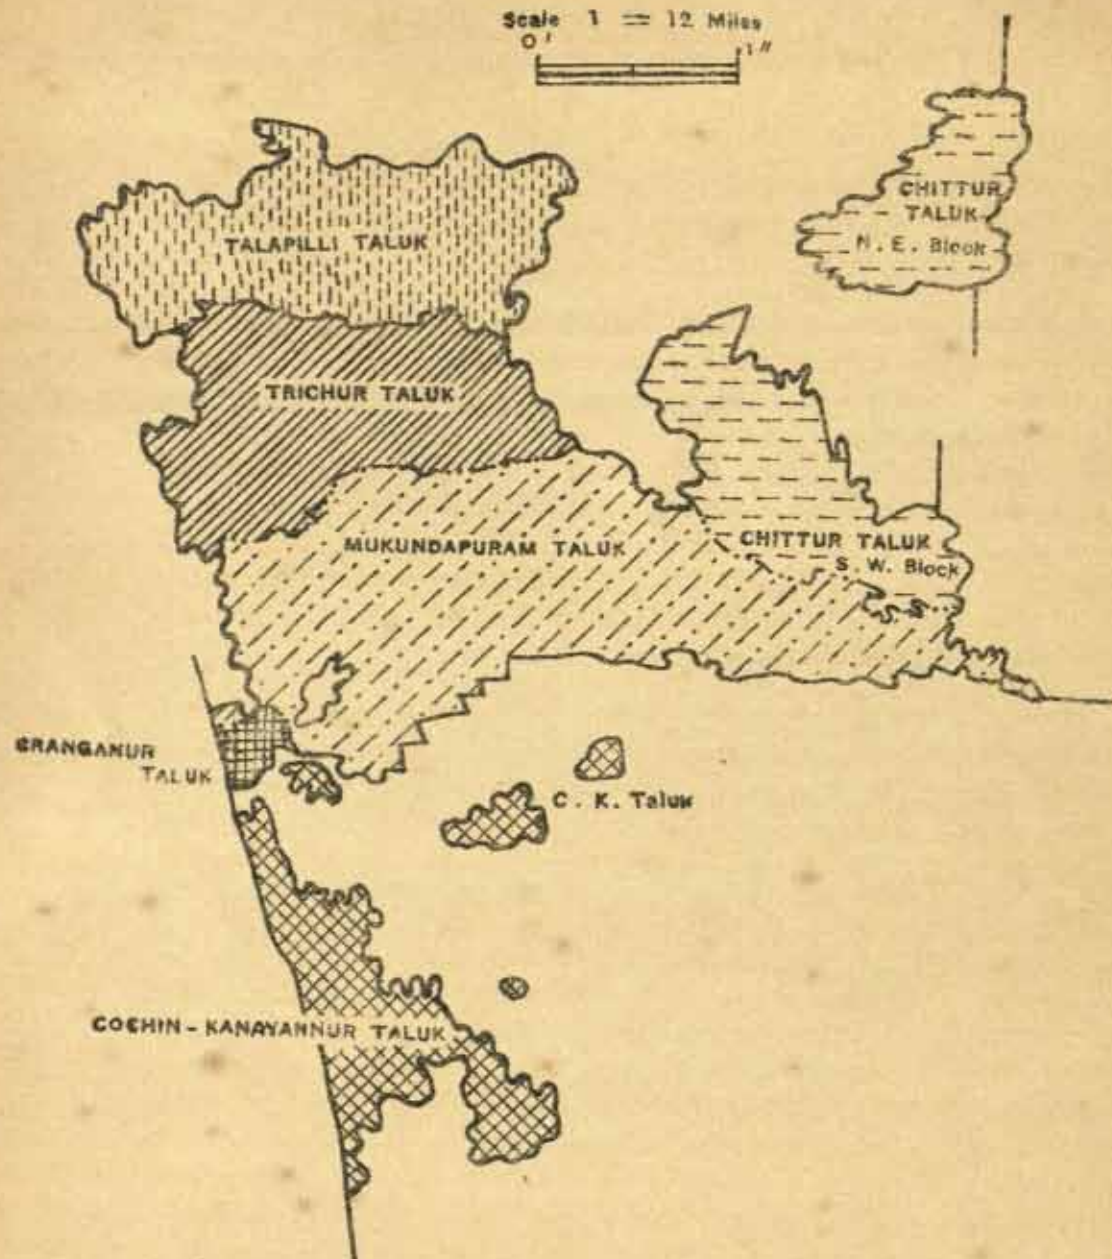 Scale 1 = 12 Miles
0' 1"
CHITTUR
TALUK
N. E. Block
TALAPILLI TALUK
TRICHUR TALUK
MUKUNDAPURAM TALUK
CHITTUR TALUK
S. W. Block
CRANGANUR
TALUK
C. K. Taluk
COCHIN - KANAYANNUR TALUK